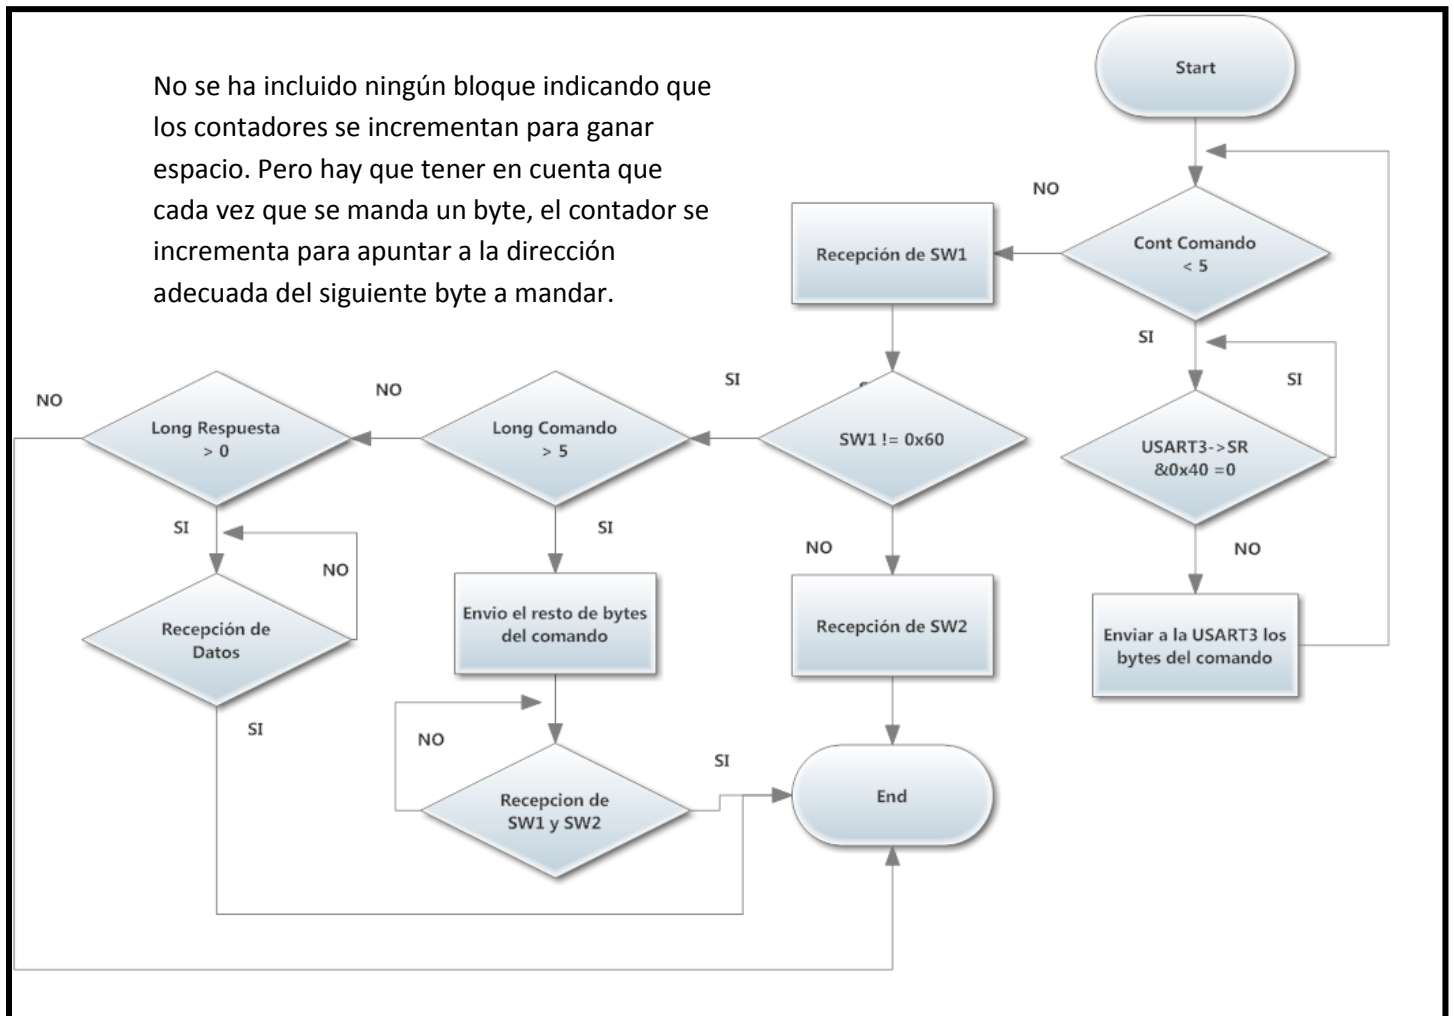 Start
No se ha incluido ningún bloque indicando que
los contadores se incrementan para ganar
espacio. Pero hay que tener en cuenta que
cada vez que se manda un byte, el contador se
incrementa para apuntar a la dirección
adecuada del siguiente byte a mandar.
NO
Cont Comando
< 5
Recepción de SW1
SI
SI
USART3->SR
&0x40 =0
NO
Enviar a la USART3 los
bytes del comando
SI
SW1 != 0x60
NO
Recepción de SW2
NO
Long Comando
> 5
SI
Envio el resto de bytes
del comando
NO
Recepcion de
SW1 y SW2
SI
End
NO
Long Respuesta
> 0
SI
NO
Recepción de
Datos
SI